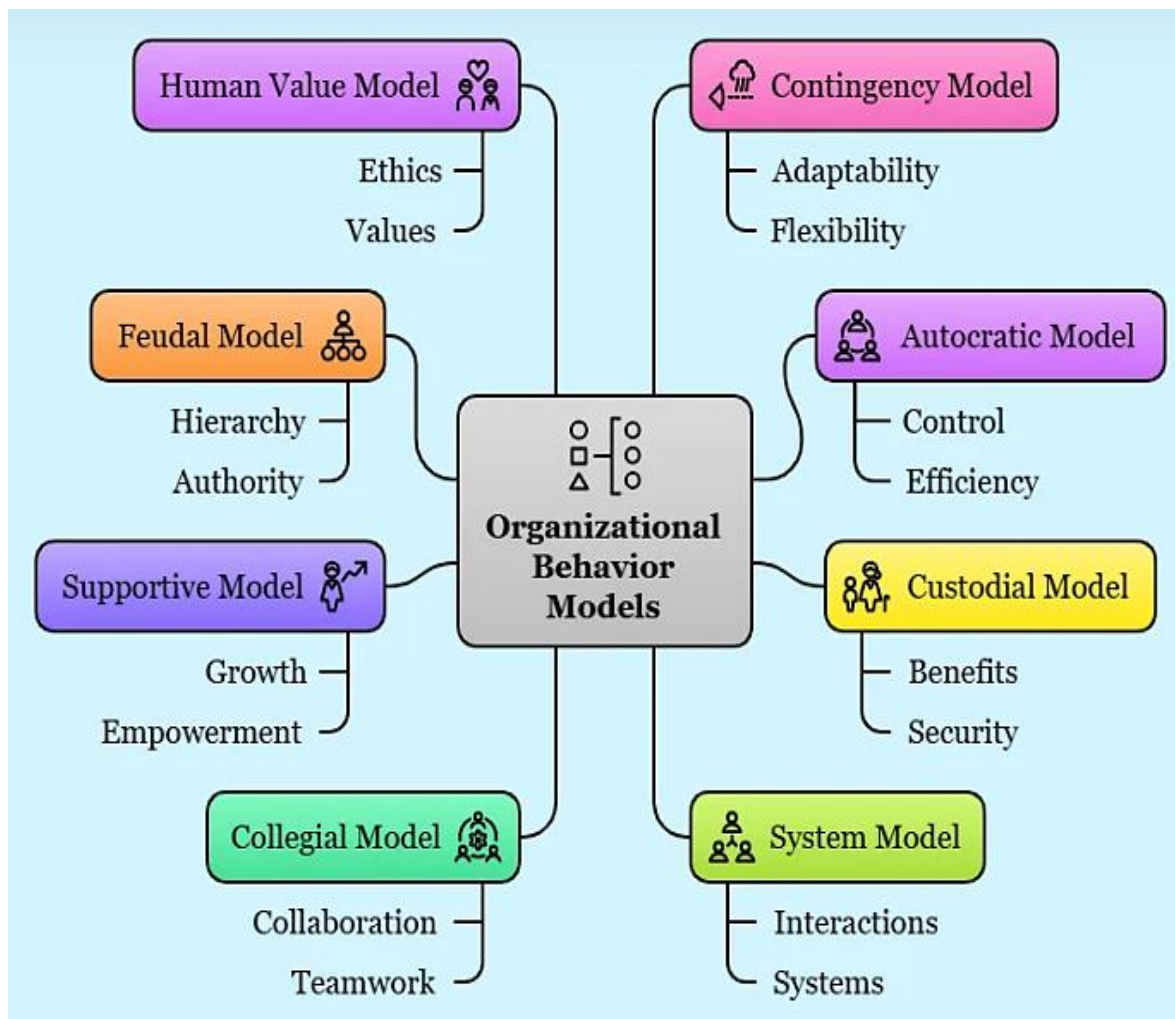 Human Value Model
Ethics
Values
Contingency Model
Adaptability
Flexibility
Feudal Model
Hierarchy
Authority
Autocratic Model
Control
Efficiency
Organizational
Behavior
Models
Supportive Model
Growth
Empowerment
Custodial Model
Benefits
Security
Collegial Model
Collaboration
Teamwork
System Model
Interactions
Systems